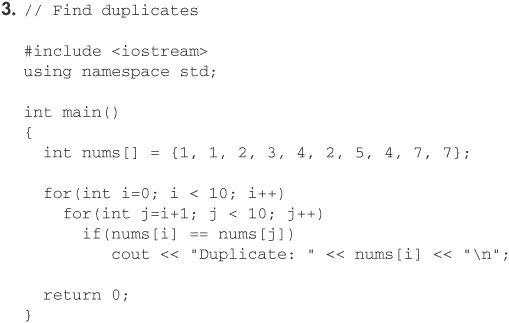 3. // Find duplicates
#include <iostream>
using namespace std;
int main()
{
int nums[] = {1, 1, 2, 3, 4, 2, 5, 4, 7, 7};
for(int i=0; i < 10; i++)
for(int j=i+1; j < 10; j++)
if(nums[i] == nums[j])
cout << "Duplicate: " << nums[i] << "\n";
return 0;
}